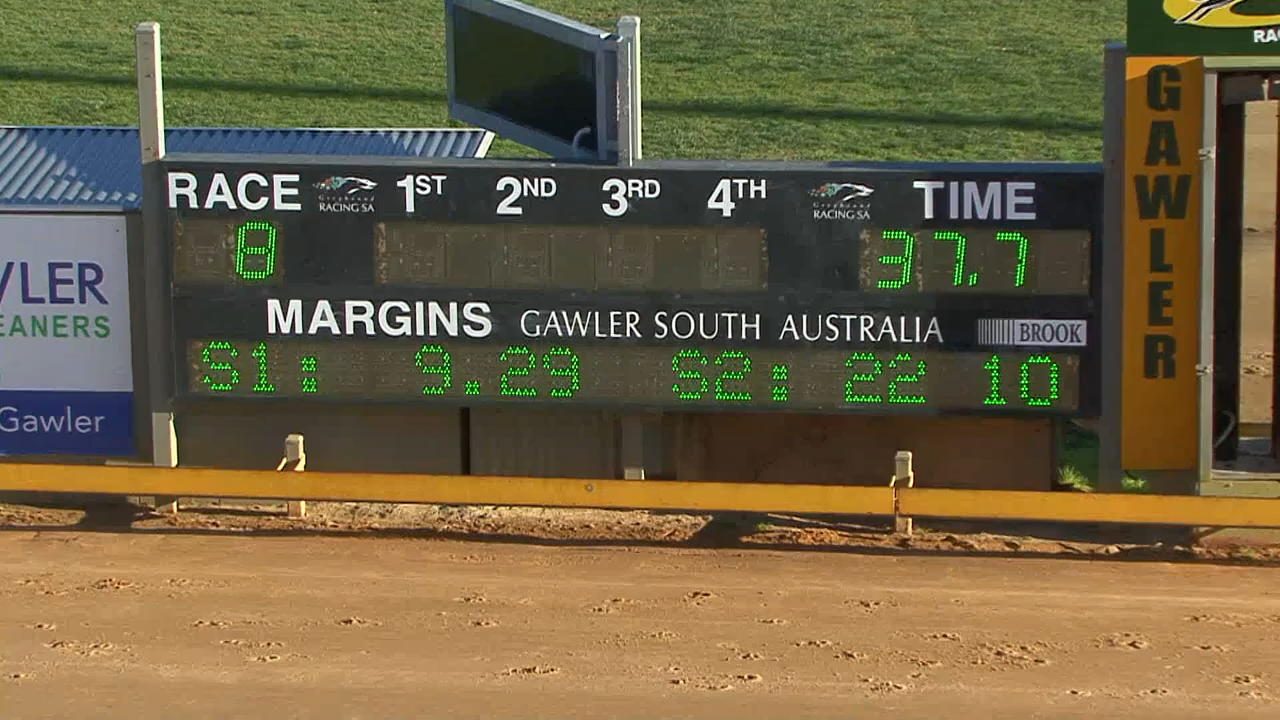 RAC
GAWLER
RACE Greyhound RACING SA 1ST 2ND 3RD 4TH Greyhound RACING SA TIME
8 37.7
MARGINS GAWLER SOUTH AUSTRALIA BROOK
S1: 9.29 S2: 22 10
WLER
EANERS
Gawler